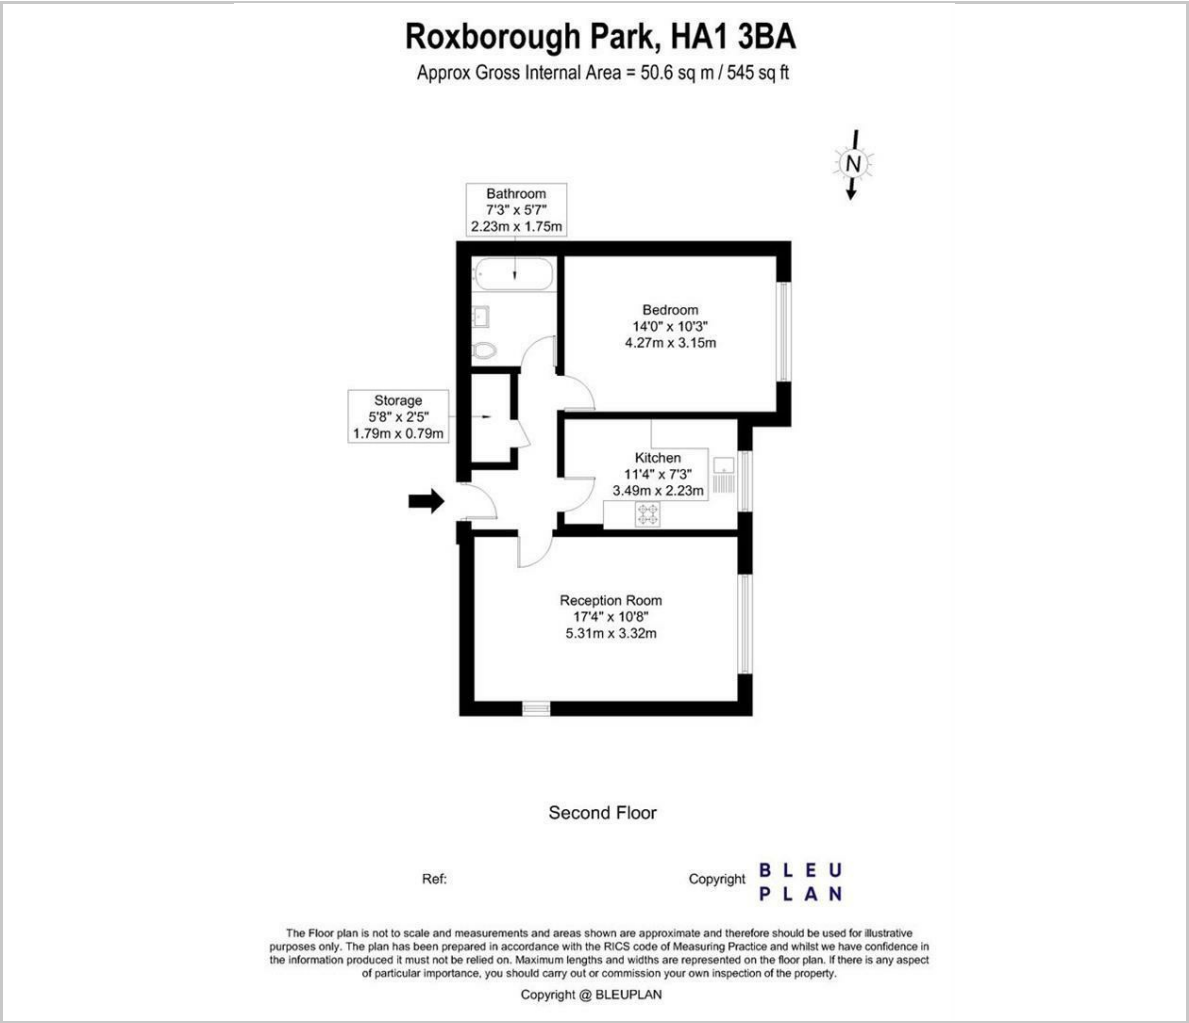 Roxborough Park, HA1 3BA
Approx Gross Internal Area = 50.6 sq m / 545 sq ft
N
Bathroom
7'3" x 5'7"
2.23m x 1.75m
Bedroom
14'0" x 10'3"
4.27m x 3.15m
Storage
5'8" x 2'5"
1.79m x 0.79m
Kitchen
11'4" x 7'3"
3.49m x 2.23m
Reception Room
17'4" x 10'8"
5.31m x 3.32m
Second Floor
Ref:
Copyright
BLEU
PLAN
The Floor plan is not to scale and measurements and areas shown are approximate and therefore should be used for illustrative
purposes only. The plan has been prepared in accordance with the RICS code of Measuring Practice and whilst we have confidence in
the information produced it must not be relied on. Maximum lengths and widths are represented on the floor plan. If there is any aspect
of particular importance, you should carry out or commission your own inspection of the property.
Copyright @ BLEUPLAN